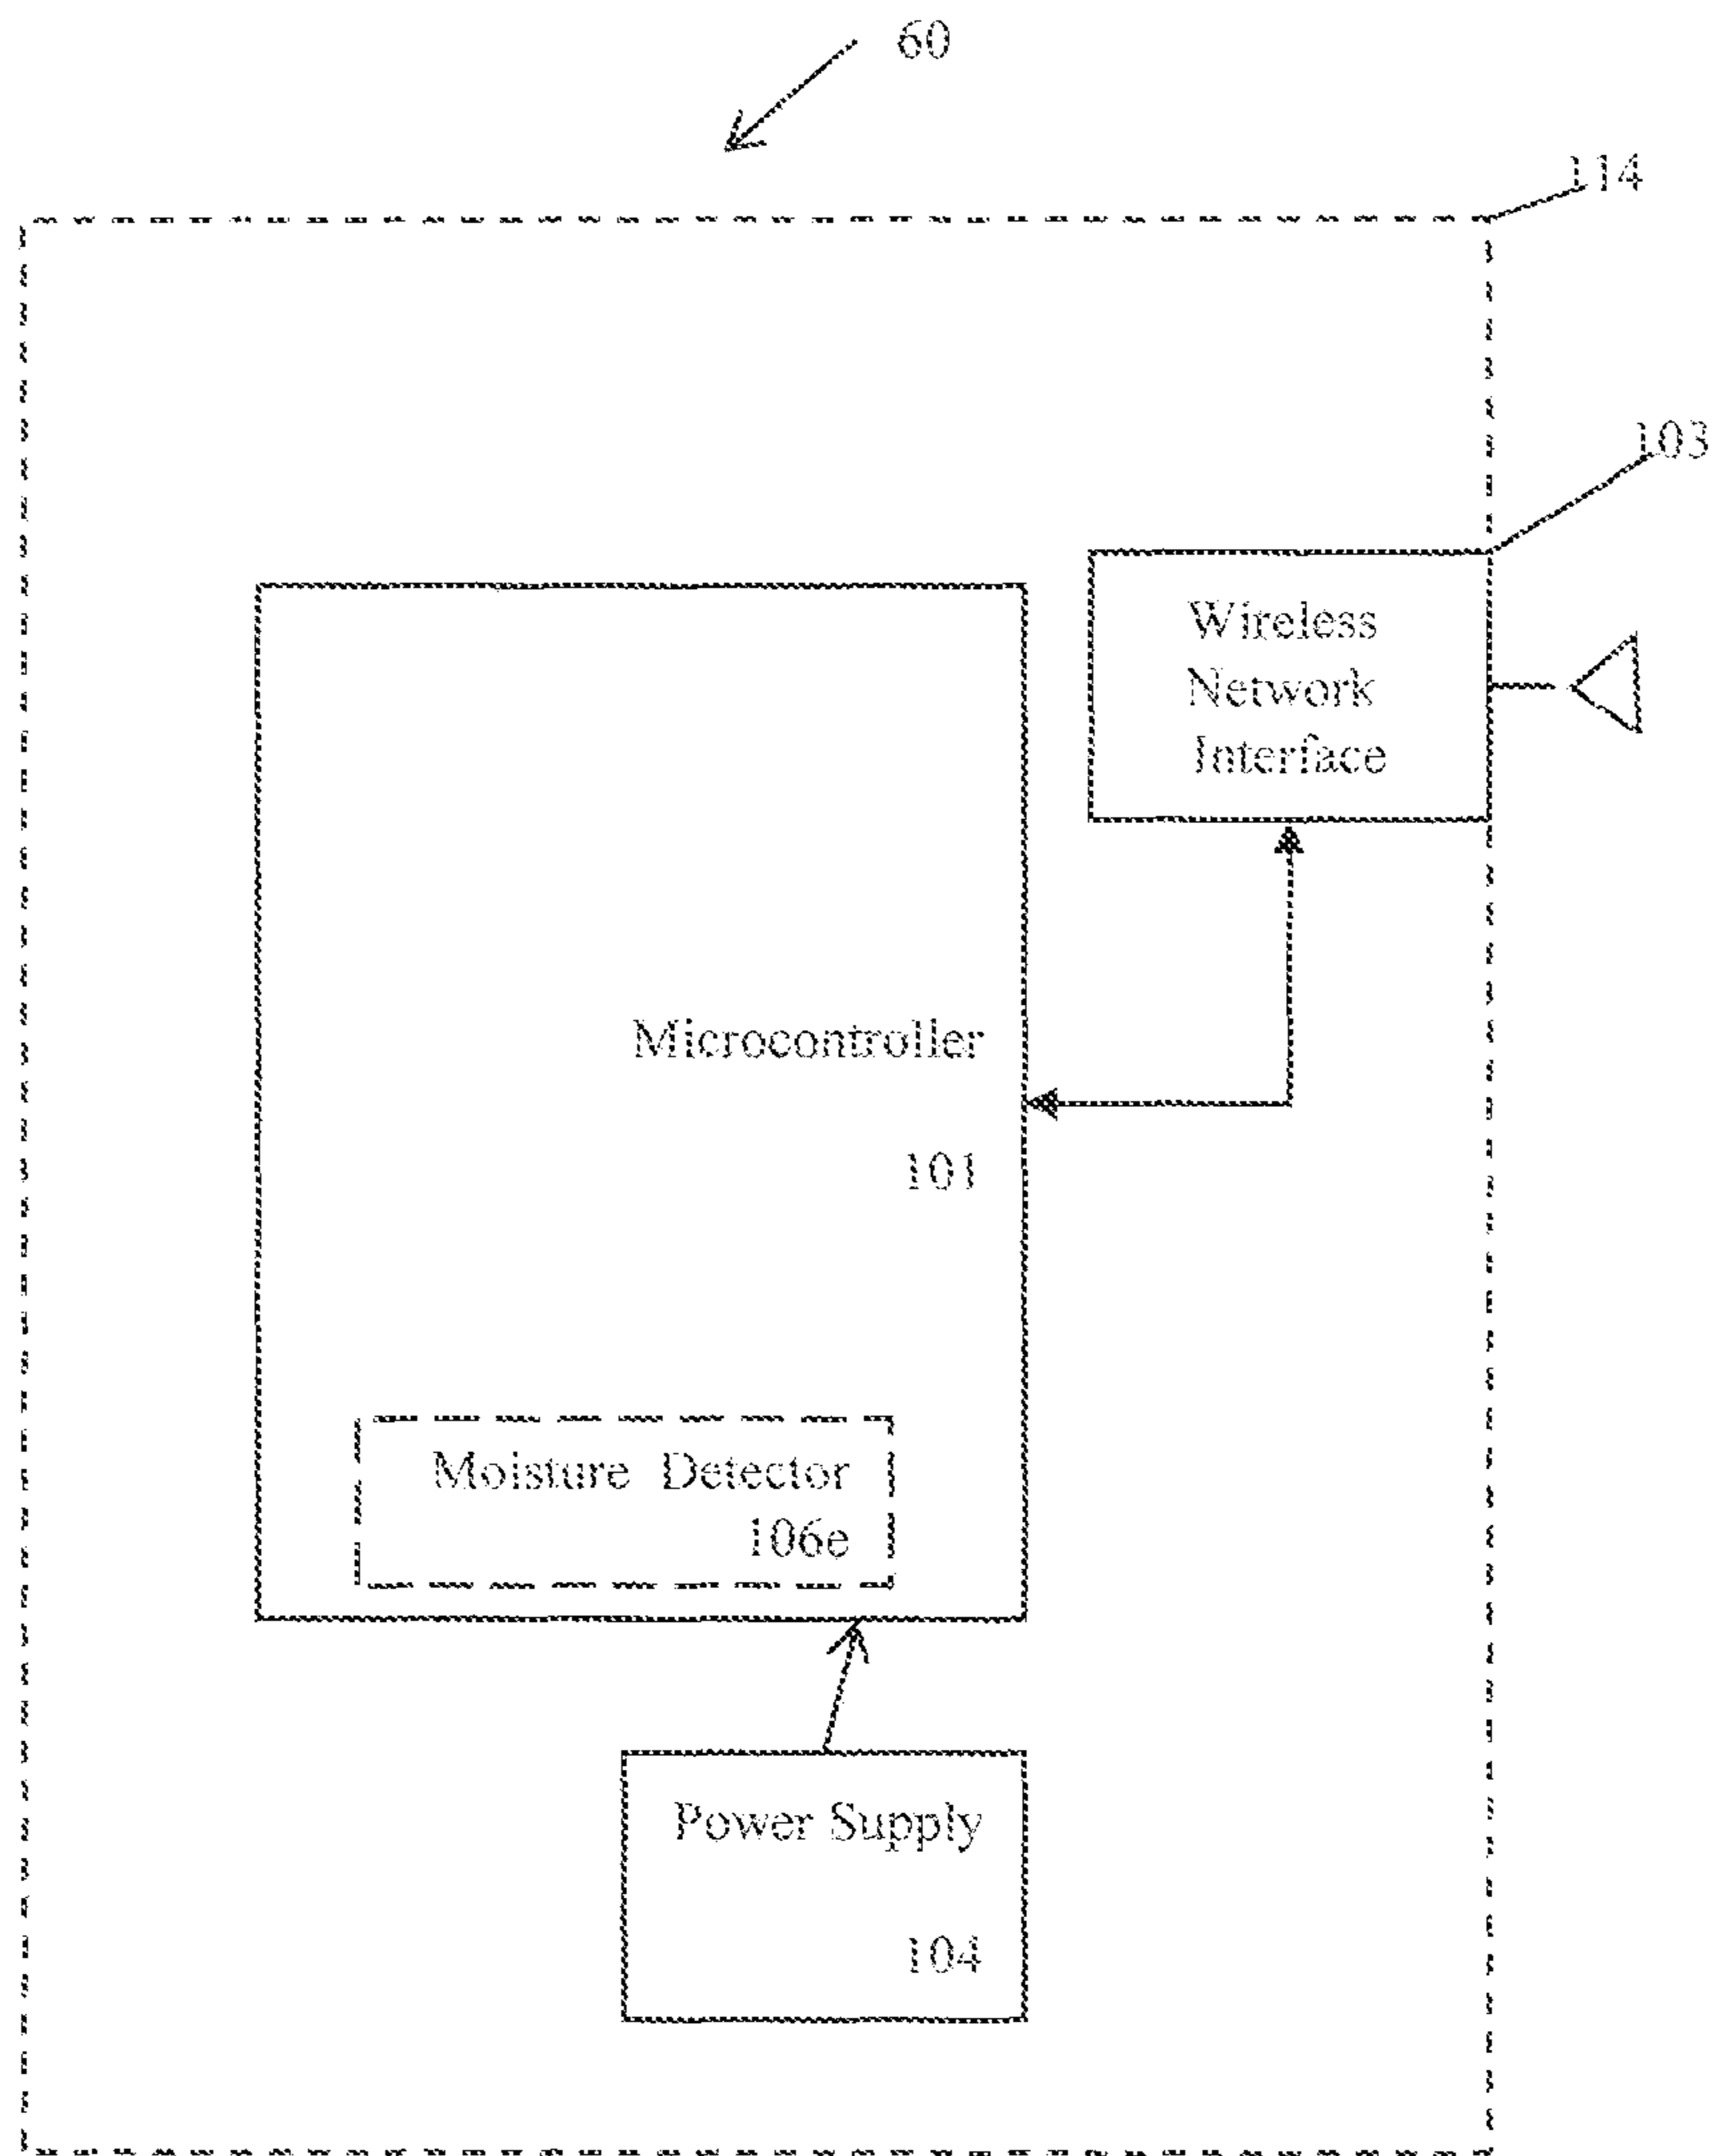 60
114
103
Wireless
Network
Interface
Microcontroller
101
Moisture Detector
106e
Power Supply
104